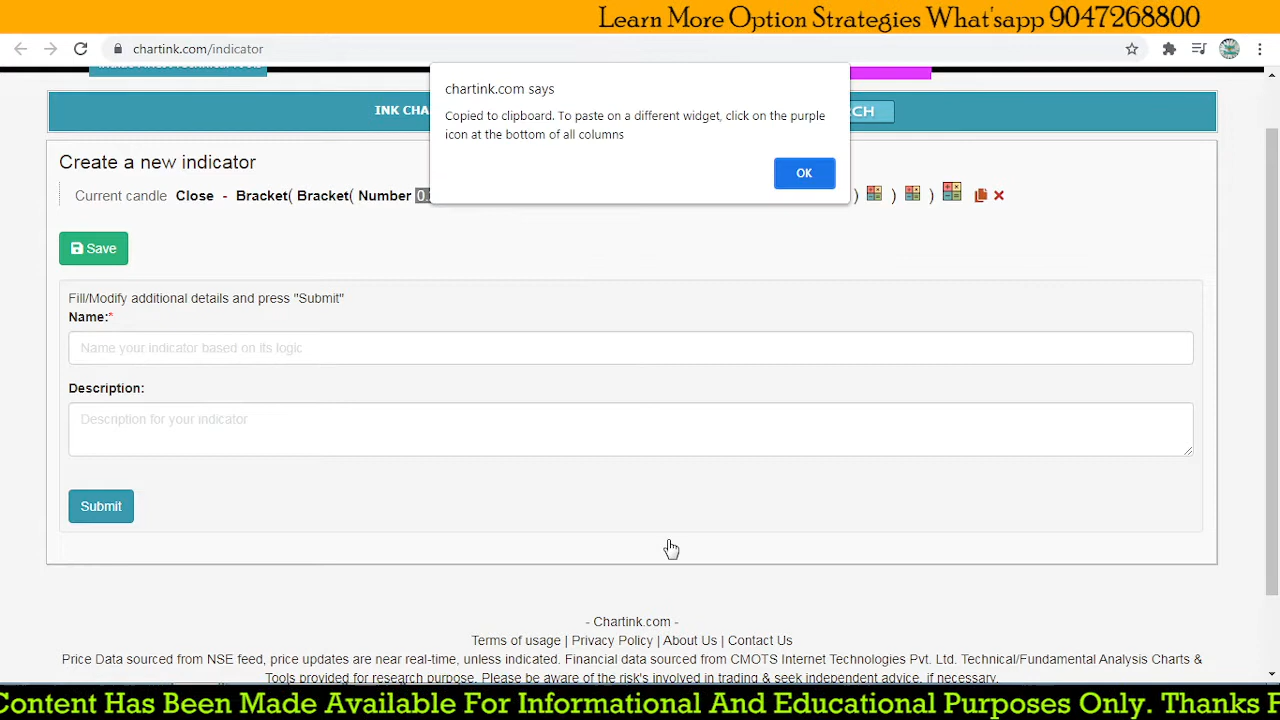 Learn More Option Strategies What'sapp 9047268800
chartink.com/indicator
chartink.com says
Copied to clipboard. To paste on a different widget, click on the purple
icon at the bottom of all columns
OK
INK CHA
CH
Create a new indicator
Current candle Close - Bracket( Bracket( Number 0 ) ) )
Save
Fill/Modify additional details and press "Submit"
Name:*
Name your indicator based on its logic
Description:
Description for your indicator
Submit
- Chartink.com -
Terms of usage | Privacy Policy | About Us | Contact Us
Price Data sourced from NSE feed, price updates are near real-time, unless indicated. Financial data sourced from CMOTS Internet Technologies Pvt. Ltd. Technical/Fundamental Analysis Charts &
Tools provided for research purpose. Please be aware of the risk's involved in trading & seek independent advice, if necessary.
Content Has Been Made Available For Informational And Educational Purposes Only. Thanks F